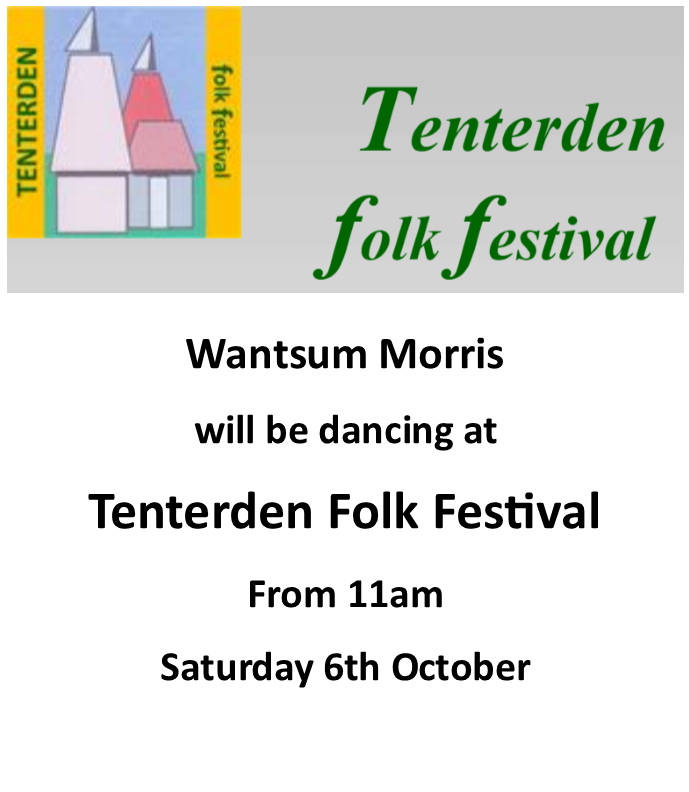 TENTERDEN
folk festival
Tenterden
folk festival
Wantsum Morris
will be dancing at
Tenterden Folk Festival
From 11am
Saturday 6th October